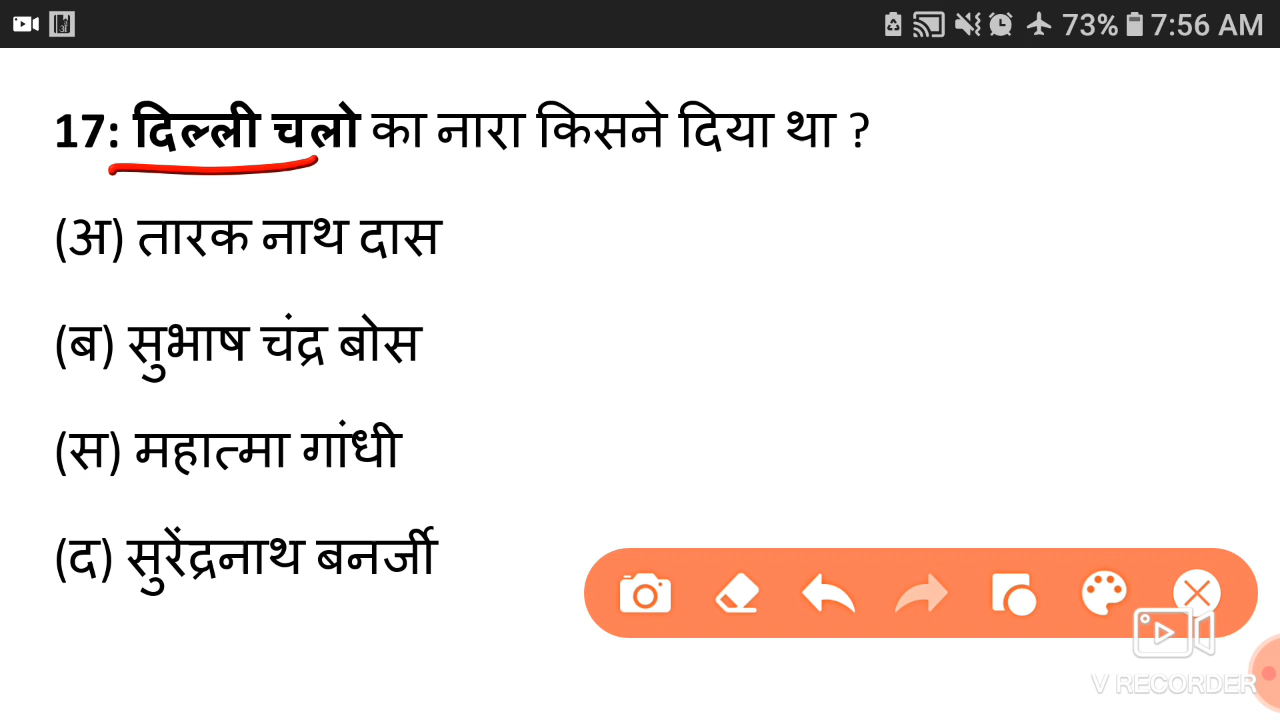 73% 7:56 AM
17: दिल्ली चलो का नारा किसने दिया था ?
(अ) तारक नाथ दास
(ब) सुभाष चंद्र बोस
(स) महात्मा गांधी
(द) सुरेंद्रनाथ बनर्जी
V RECORDER